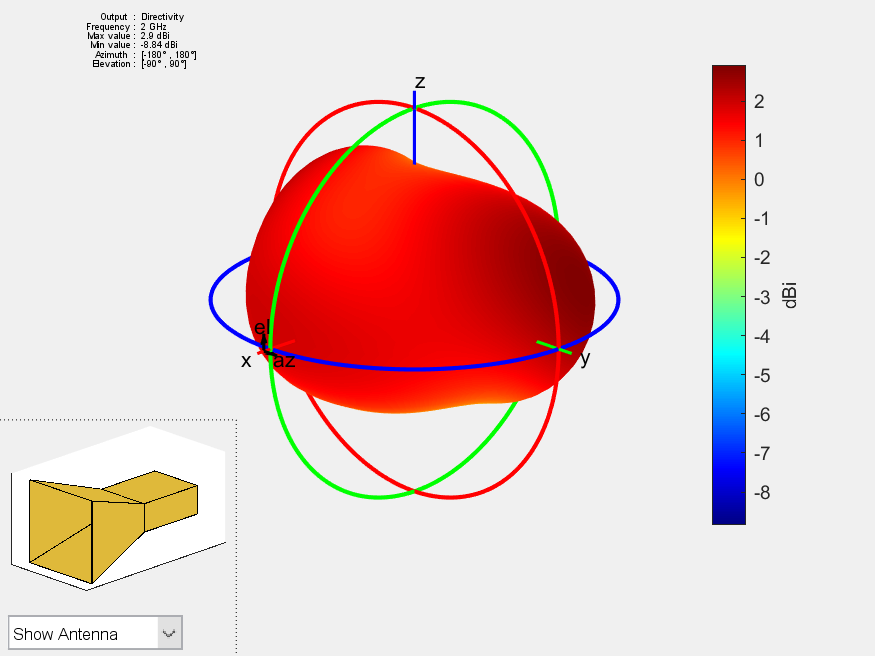 Output : Directivity
Frequency : 2 GHz
Max value : 2.9 dBi
Min value : -8.84 dBi
Azimuth : [-180° , 180°]
Elevation : [-90° , 90°]
z
2
1
0
-1
-2
-3
-4
-5
-6
-7
-8
dBi
el
x
az
y
Show Antenna